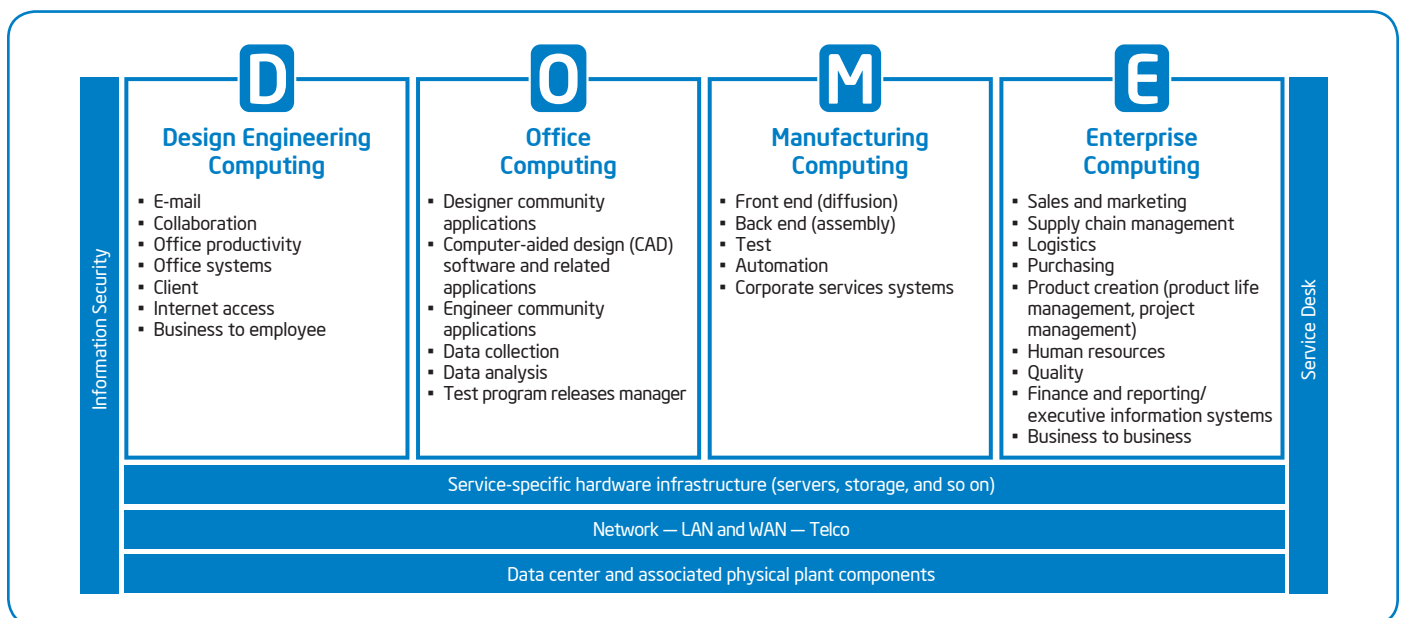 Information Security
D
Design Engineering
Computing
▪ E-mail
▪ Collaboration
▪ Office productivity
▪ Office systems
▪ Client
▪ Internet access
▪ Business to employee
O
Office
Computing
▪ Designer community
applications
▪ Computer-aided design (CAD)
software and related
applications
▪ Engineer community
applications
▪ Data collection
▪ Data analysis
▪ Test program releases manager
M
Manufacturing
Computing
▪ Front end (diffusion)
▪ Back end (assembly)
▪ Test
▪ Automation
▪ Corporate services systems
E
Enterprise
Computing
▪ Sales and marketing
▪ Supply chain management
▪ Logistics
▪ Purchasing
▪ Product creation (product life
management, project
management)
▪ Human resources
▪ Quality
▪ Finance and reporting/
executive information systems
▪ Business to business
Service Desk
Service-specific hardware infrastructure (servers, storage, and so on)
Network — LAN and WAN — Telco
Data center and associated physical plant components